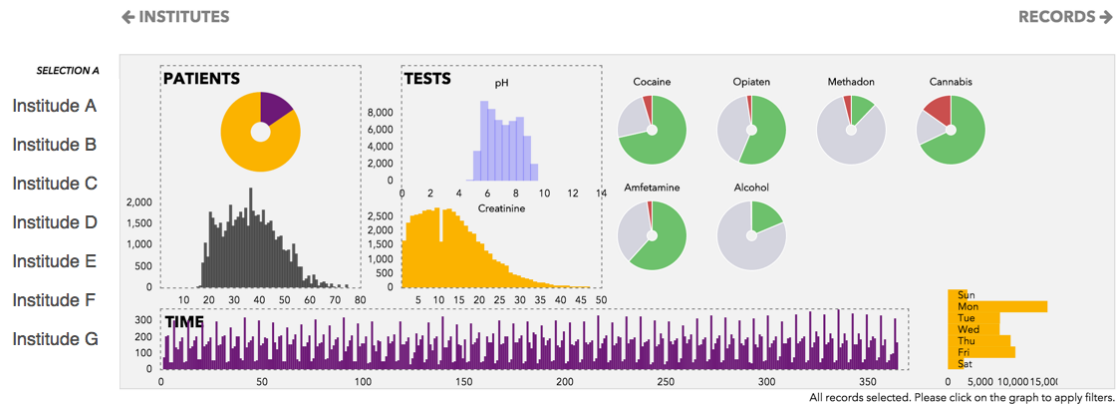 ← INSTITUTES
RECORDS →
SELECTION A
Institude A
Institude B
Institude C
Institude D
Institude E
Institude F
Institude G
PATIENTS
2,000
1,500
1,000
500
0
10 20 30 40 50 60 70 80
TESTS
pH
8,000
6,000
4,000
2,000
0
0 2 4 6 8 10 12 14
Creatinine
2,500
2,000
1,500
1,000
500
0
5 10 15 20 25 30 35 40 45 50
Cocaine Opiaten Methadon Cannabis
Amfetamine Alcohol
TIME
300
200
100
0
0 50 100 150 200 250 300 350
Sun
Mon
Tue
Wed
Thu
Fri
Sat
0 5,000 10,000 15,000
All records selected. Please click on the graph to apply filters.